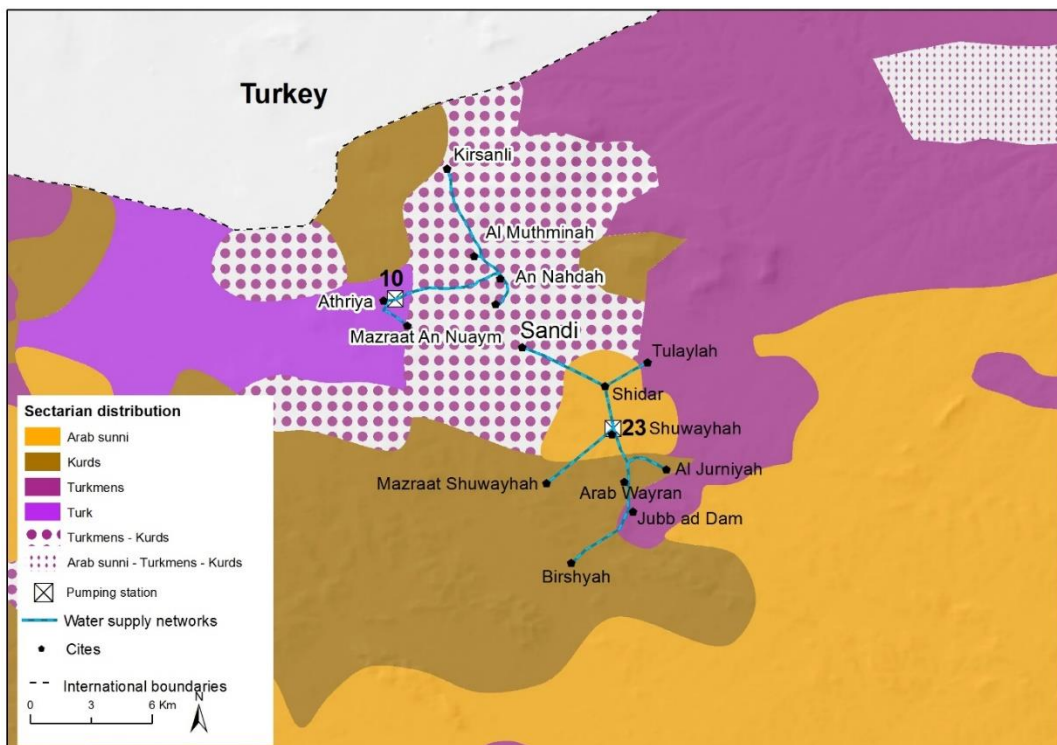 Turkey
Kirsanli
Al Muthminah
10
An Nahdah
Athriya
Mazraat An Nuaym
Sandi
Tulaylah
Shidar
23 Shuwayhah
Al Jurniyah
Mazraat Shuwayhah
Arab Wayran
Jubb ad Dam
Birshyah
Sectarian distribution
Arab sunni
Kurds
Turkmens
Turk
Turkmens - Kurds
Arab sunni - Turkmens - Kurds
Pumping station
Water supply networks
Cites
International boundaries
N
0 3 6 Km